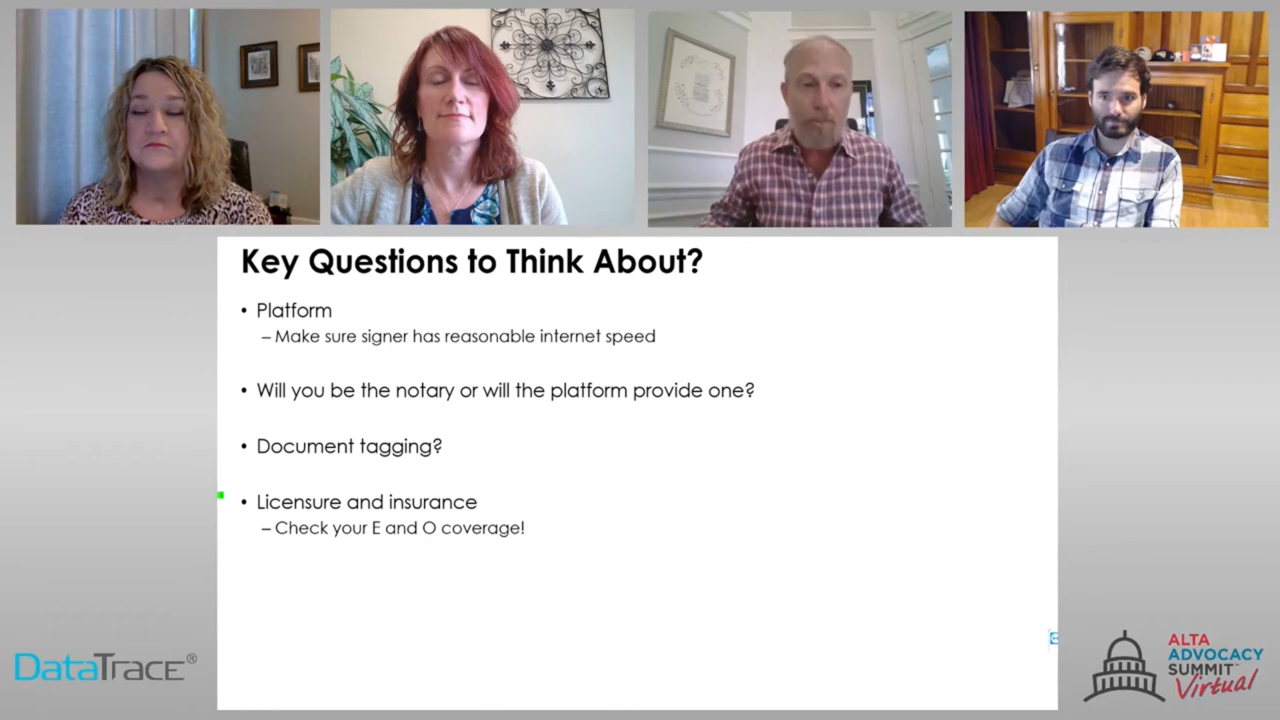 Key Questions to Think About?
• Platform
– Make sure signer has reasonable internet speed
• Will you be the notary or will the platform provide one?
• Document tagging?
• Licensure and insurance
– Check your E and O coverage!
DataTrace®
ALTA
ADVOCACY
SUMMIT™
Virtual